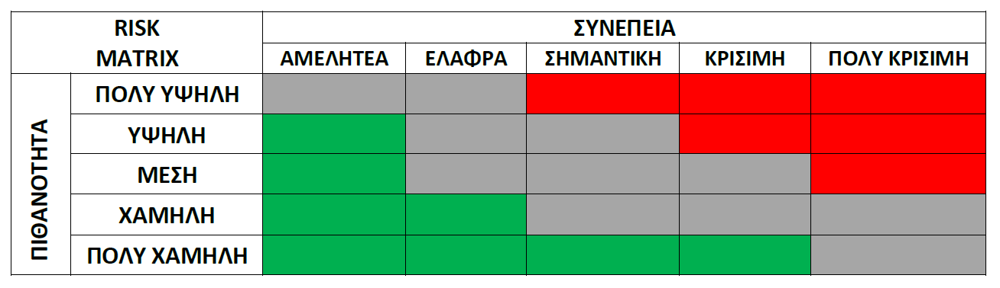 RISK
MATRIX
ΣΥΝΕΠΕΙΑ
ΑΜΕΛΗΤΕΑ ΕΛΑΦΡΑ ΣΗΜΑΝΤΙΚΗ ΚΡΙΣΙΜΗ ΠΟΛΥ ΚΡΙΣΙΜΗ
ΠΙΘΑΝΟΤΗΤΑ
ΠΟΛΥ ΥΨΗΛΗ
ΥΨΗΛΗ
ΜΕΣΗ
ΧΑΜΗΛΗ
ΠΟΛΥ ΧΑΜΗΛΗ